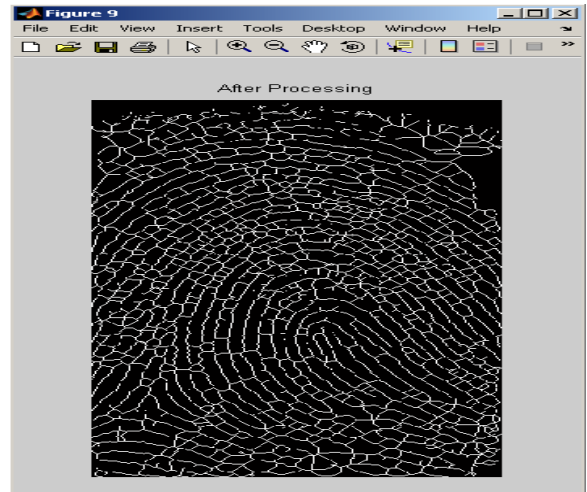 Figure 9
File Edit View Insert Tools Desktop Window Help
After Processing